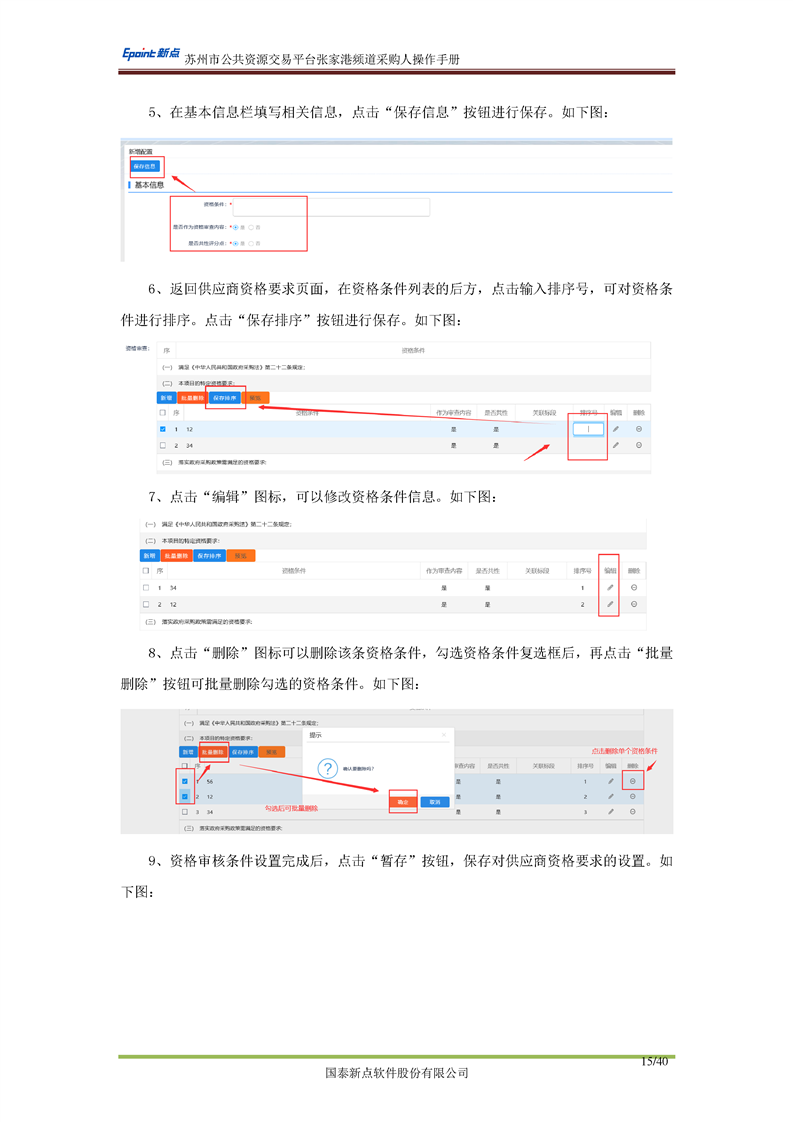 Epoint新点 苏州市公共资源交易平台张家港频道采购人操作手册
5、在基本信息栏填写相关信息，点击“保存信息”按钮进行保存。如下图：
新增配置
保存信息
基本信息
资格条件：*
是否作为资格审查内容：* 是 否
是否共性评分点：* 是 否
6、返回供应商资格要求页面，在资格条件列表的后方，点击输入排序号，可对资格条
件进行排序。点击“保存排序”按钮进行保存。如下图：
资格审查： 序 资格条件
(一) 满足《中华人民共和国政府采购法》第二十二条规定；
(二) 本项目的特定资格要求：
新增 批量删除 保存排序
序 资格条件 作为审查内容 是否共性 关联标段 排序号 编辑 删除
1 12 是 是
2 34 是 是
(三) 落实政府采购政策需满足的资格要求：
7、点击“编辑”图标，可以修改资格条件信息。如下图：
(一) 满足《中华人民共和国政府采购法》第二十二条规定；
(二) 本项目的特定资格要求：
新增 批量删除 保存排序
序 资格条件 作为审查内容 是否共性 关联标段 排序号 编辑 删除
1 34 是 是 1
2 12 是 是 2
(三) 落实政府采购政策需满足的资格要求：
8、点击“删除”图标可以删除该条资格条件，勾选资格条件复选框后，再点击“批量
删除”按钮可批量删除勾选的资格条件。如下图：
(一) 满足《中华人民共和国政府采购法》第二十二条规定；
(二) 本项目的特定资格要求：
提示
点击删除单个资格条件
新增 批量删除 保存排序
序 审查内容 是否共性 关联标段 排序号 编辑 删除
确认要删除吗？
1 56 是 是 1
2 12 是 是 2
确定 取消
勾选后可批量删除
3 34 是 是 3
(三) 落实政府采购政策需满足的资格要求：
9、资格审核条件设置完成后，点击“暂存”按钮，保存对供应商资格要求的设置。如
下图：
15/40
国泰新点软件股份有限公司